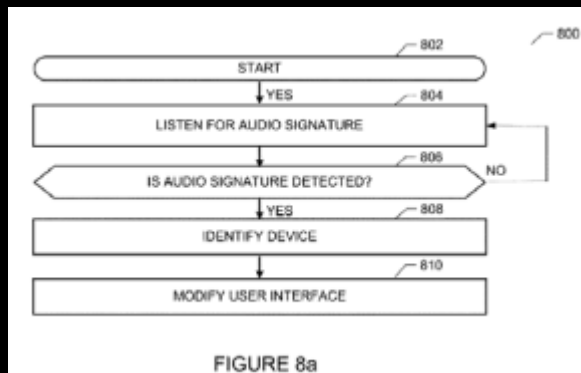 800
802
START
YES
804
LISTEN FOR AUDIO SIGNATURE
806
IS AUDIO SIGNATURE DETECTED?
NO
YES
808
IDENTIFY DEVICE
810
MODIFY USER INTERFACE
FIGURE 8a